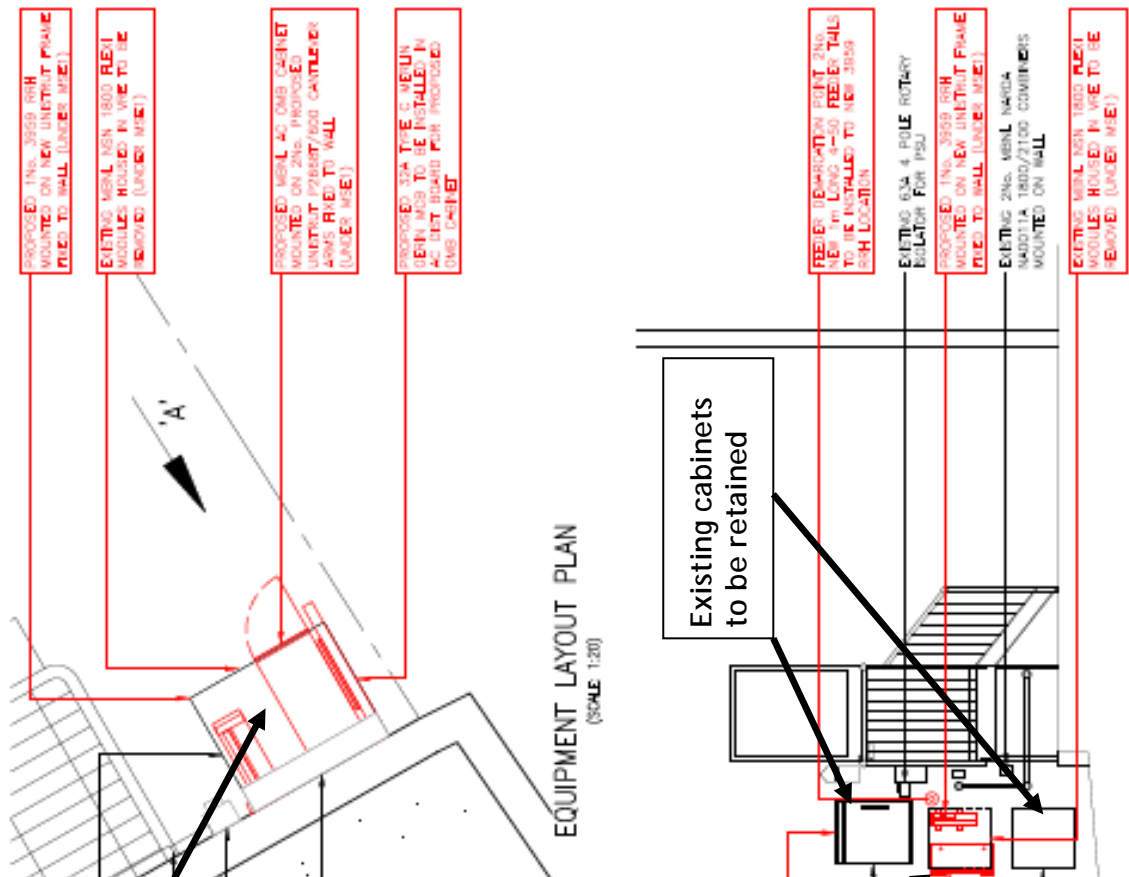 PROPOSED 1No. 3959 RRH
MOUNTED ON NEW UNISTRUT FRAME
FIXED TO WALL (UNDER MSE1)
EXISTING MBNL NSN 1800 FLEXI
MODULES HOUSED IN VRE TO BE
REMOVED (UNDER MSE1)
PROPOSED MBNL AC OMB CABINET
MOUNTED ON 2No. PROPOSED
UNISTRUT P2688T/600 CANTILEVER
ARMS FIXED TO WALL
(UNDER MSE1)
PROPOSED 32A TYPE C MERLIN
GERIN MCB TO BE INSTALLED IN
AC DIST BOARD FOR PROPOSED
OMB CABINET
'A'
EQUIPMENT LAYOUT PLAN
(SCALE 1:20)
FEEDER DEMARCATION POINT 2No.
NEW 1m LONG 4-50 FEEDER TAILS
TO BE INSTALLED TO NEW 3959
RRH LOCATION
EXISTING 63A 4 POLE ROTARY
ISOLATOR FOR PSU
PROPOSED 1No. 3959 RRH
MOUNTED ON NEW UNISTRUT FRAME
FIXED TO WALL (UNDER MSE1)
EXISTING 2No. MBNL NARDA
NA0011A 1800/2100 COMBINERS
MOUNTED ON WALL
EXISTING MBNL NSN 1800 FLEXI
MODULES HOUSED IN VRE TO BE
REMOVED (UNDER MSE1)
Existing cabinets
to be retained